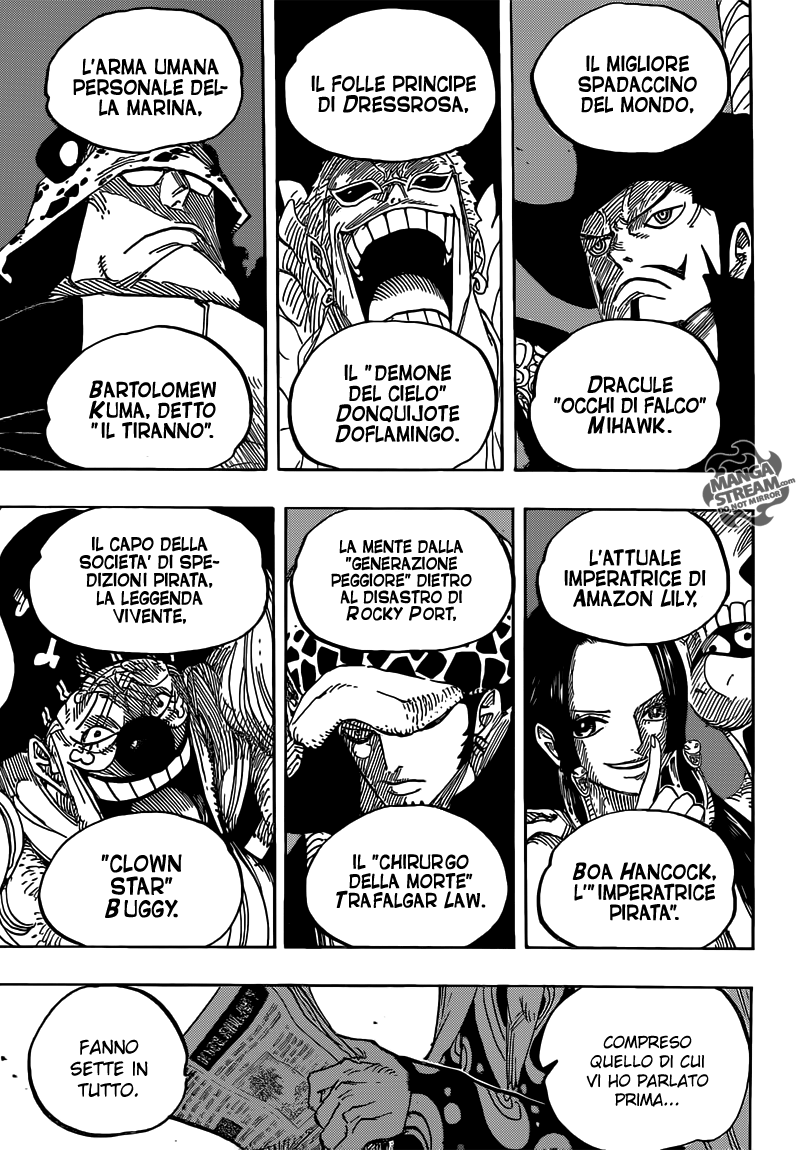 IL MIGLIORE
SPADACCINO
DEL MONDO,
DRACULE
"OCCHI DI FALCO"
MIHAWK.
IL FOLLE PRINCIPE
DI DRESSROSA,
IL "DEMONE
DEL CIELO"
DONQUIJOTE
DOFLAMINGO.
L'ARMA UMANA
PERSONALE DEL-
LA MARINA,
BARTOLOMEW
KUMA, DETTO
"IL TIRANNO".
MANGA
STREAM.com
DO NOT MIRROR
L'ATTUALE
IMPERATRICE DI
AMAZON LILY,
BOA HANCOCK,
L'"IMPERATRICE
PIRATA".
LA MENTE DALLA
"GENERAZIONE
PEGGIORE" DIETRO
AL DISASTRO DI
ROCKY PORT,
IL "CHIRURGO
DELLA MORTE"
TRAFALGAR LAW.
IL CAPO DELLA
SOCIETA' DI SPE-
DIZIONI PIRATA,
LA LEGGENDA
VIVENTE,
"CLOWN
STAR"
BUGGY.
COMPRESO
QUELLO DI CUI
VI HO PARLATO
PRIMA...
FANNO
SETTE IN
TUTTO.